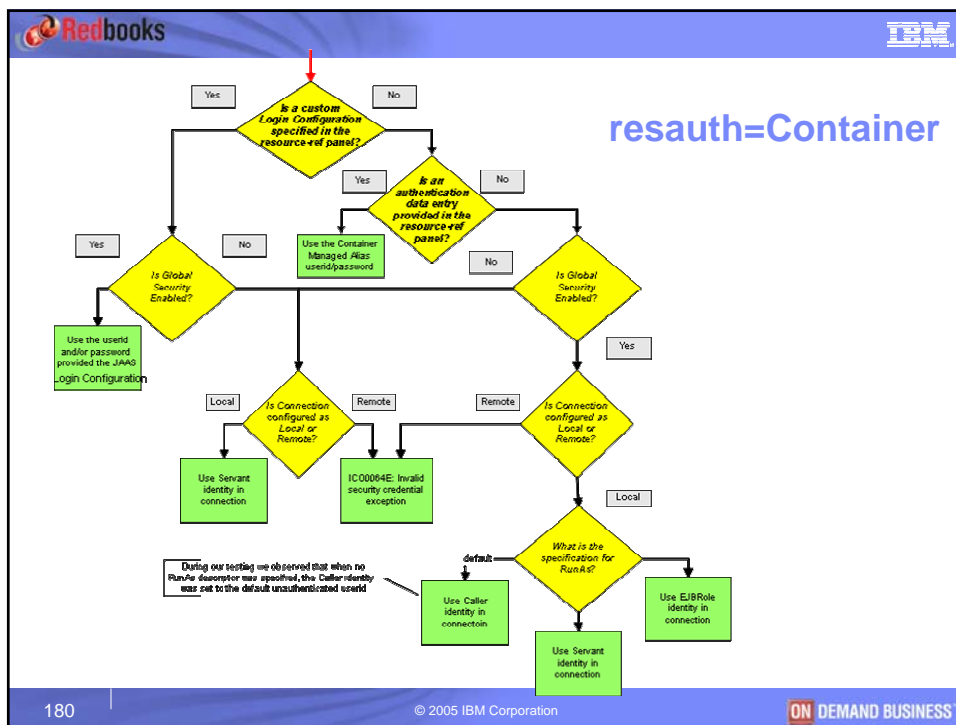 Redbooks
IBM
resauth=Container
Yes
No
Is a custom
Login Configuration
specified in the
resource-ref panel?
Yes
No
Is an
authentication
data entry
provided in the
resource-ref
panel?
Yes
No
Use the Container
Managed Alias
userid/password
No
Is Global
Security
Enabled?
Is Global
Security
Enabled?
Use the userid
and/or password
provided the JAAS
Login Configuration
Yes
Local
Is Connection
configured as
Local or
Remote?
Remote
Remote
Is Connection
configured as
Local or
Remote?
Use Servant
identity in
connection
ICO0064E: Invalid
security credential
exception
Local
During our testing we observed that when no
RunAs descriptor was specified, the Caller identity
was set to the default unauthenticated userid
default
What is the
specification for
RunAs?
Use Caller
identity in
connectoin
Use EJBRole
identity in
connection
Use Servant
identity in
connection
180
© 2005 IBM Corporation
ON DEMAND BUSINESS